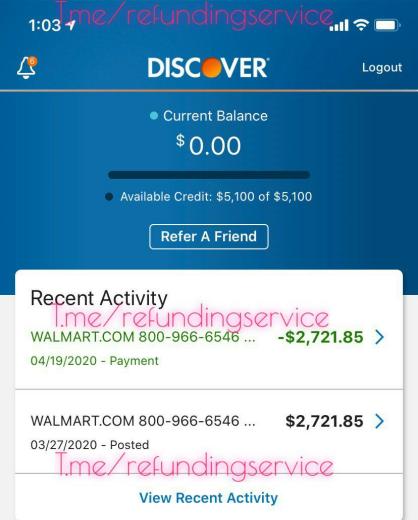 T.me/refundingservice
1:03
6
DISCOVER
Logout
Current Balance
$0.00
Available Credit: $5,100 of $5,100
Refer A Friend
Recent Activity
T.me/refundingservice
WALMART.COM 800-966-6546 ... -$2,721.85
04/19/2020 - Payment
WALMART.COM 800-966-6546 ... $2,721.85
03/27/2020 - Posted
T.me/refundingservice
View Recent Activity